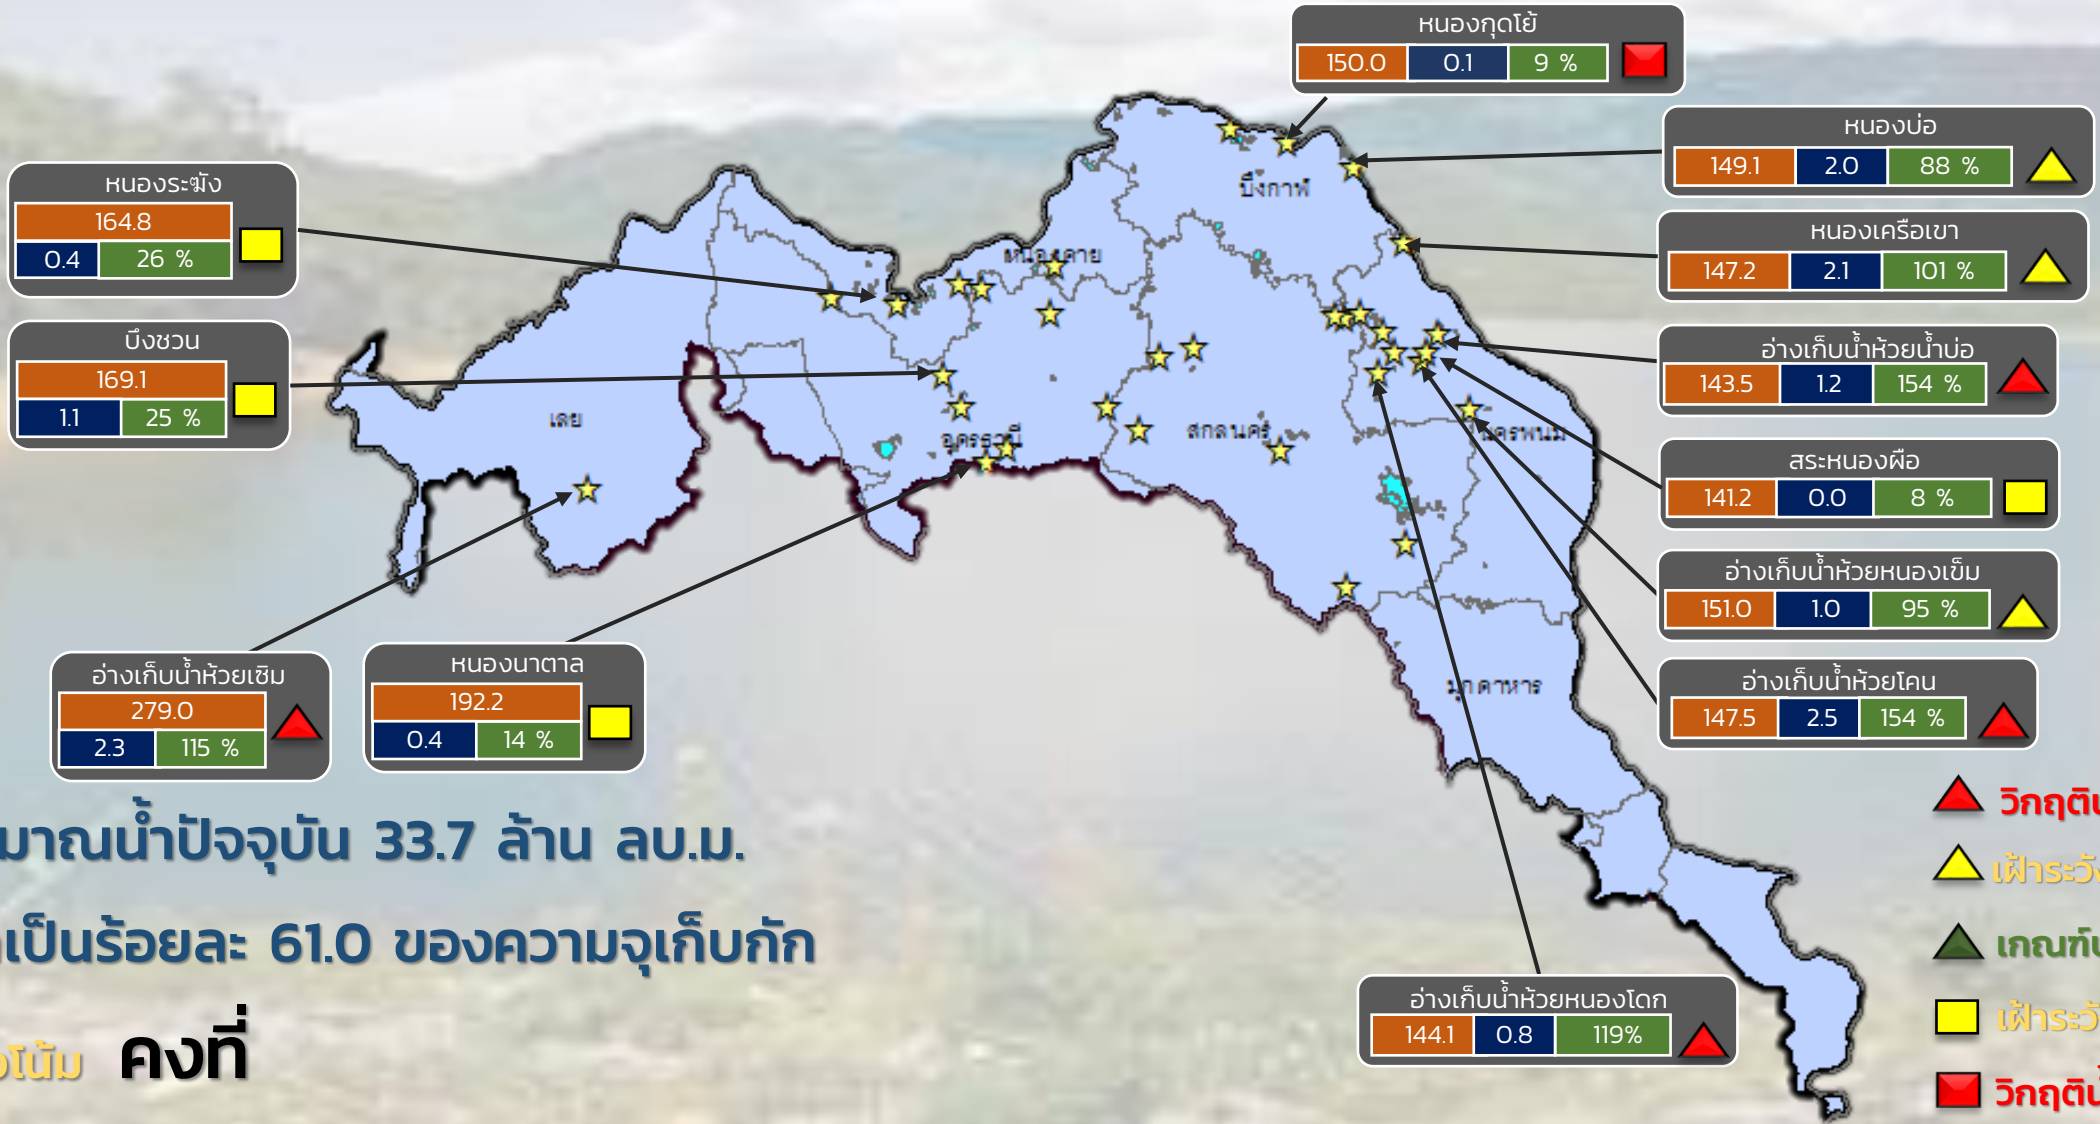 หนองกุดโย้
150.0 0.1 9 %
หนองบ่อ
149.1 2.0 88 %
หนองระฆัง
164.8
0.4 26 %
บึงกาฬ
หนองเครือเขา
147.2 2.1 101 %
หนองคาย
บึงชวน
169.1
1.1 25 %
อ่างเก็บน้ำห้วยน้ำบ่อ
143.5 1.2 154 %
เลย
อุดรธานี
สกลนคร
นครพนม
สระหนองผือ
141.2 0.0 8 %
อ่างเก็บน้ำห้วยหนองเข็ม
151.0 1.0 95 %
อ่างเก็บน้ำห้วยเซิม
279.0
2.3 115 %
หนองนาตาล
192.2
0.4 14 %
มุกดาหาร
อ่างเก็บน้ำห้วยโคน
147.5 2.5 154 %
มาณน้ำปัจจุบัน 33.7 ล้าน ลบ.ม.
เป็นร้อยละ 61.0 ของความจุเก็บกัก
โน้ม คงที่
อ่างเก็บน้ำห้วยหนองโดก
144.1 0.8 119%
วิกฤติ
เฝ้าระวัง
เกณฑ์
เฝ้าระวัง
วิกฤติ